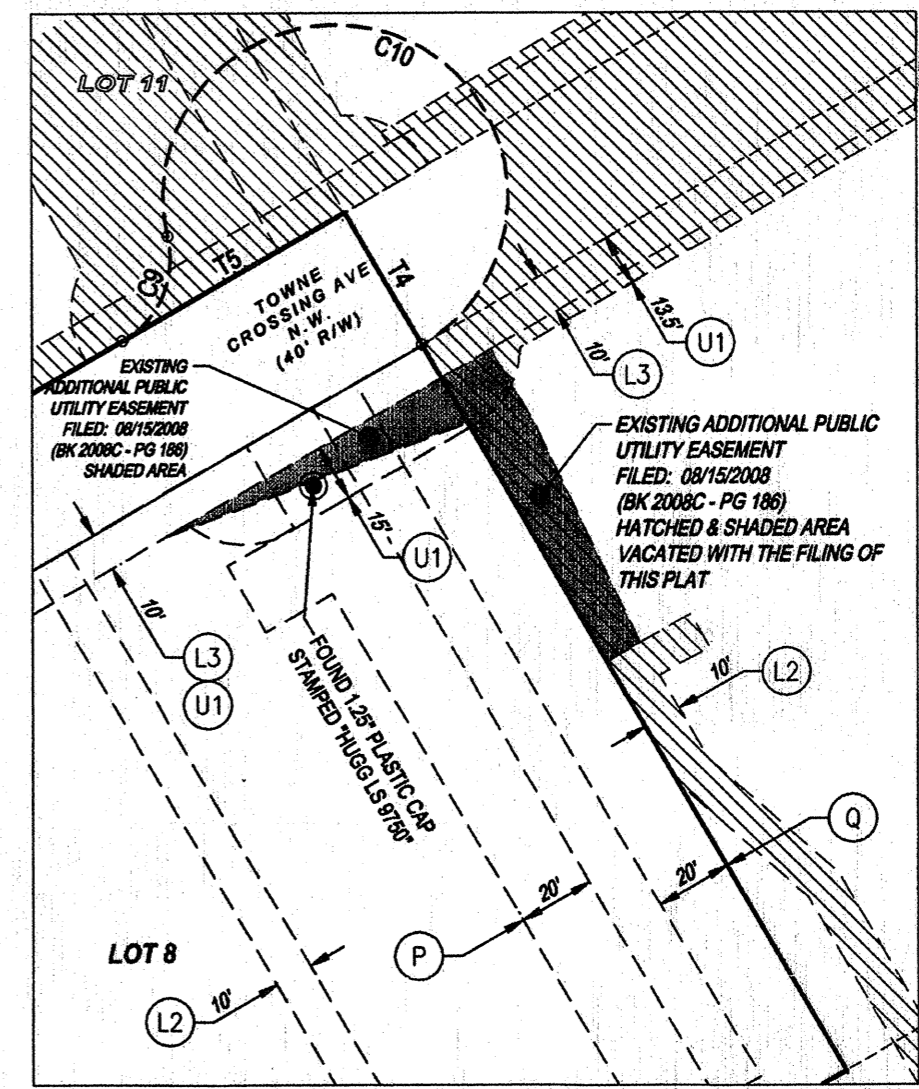 C10
LOT 11
C9
T5
T4
TOWNE
CROSSING AVE
N.W.
(40' R/W)
13.5'
U1
10'
L3
EXISTING
ADDITIONAL PUBLIC
UTILITY EASEMENT
FILED: 08/15/2008
(BK 2008C - PG 186)
SHADED AREA
EXISTING ADDITIONAL PUBLIC
UTILITY EASEMENT
FILED: 08/15/2008
(BK 2008C - PG 186)
HATCHED & SHADED AREA
VACATED WITH THE FILING OF
THIS PLAT
15'
U1
10'
L3
U1
FOUND 1.25" PLASTIC CAP
STAMPED "HUGG LS 9750"
10'
L2
Q
20'
20'
P
LOT 8
10'
L2